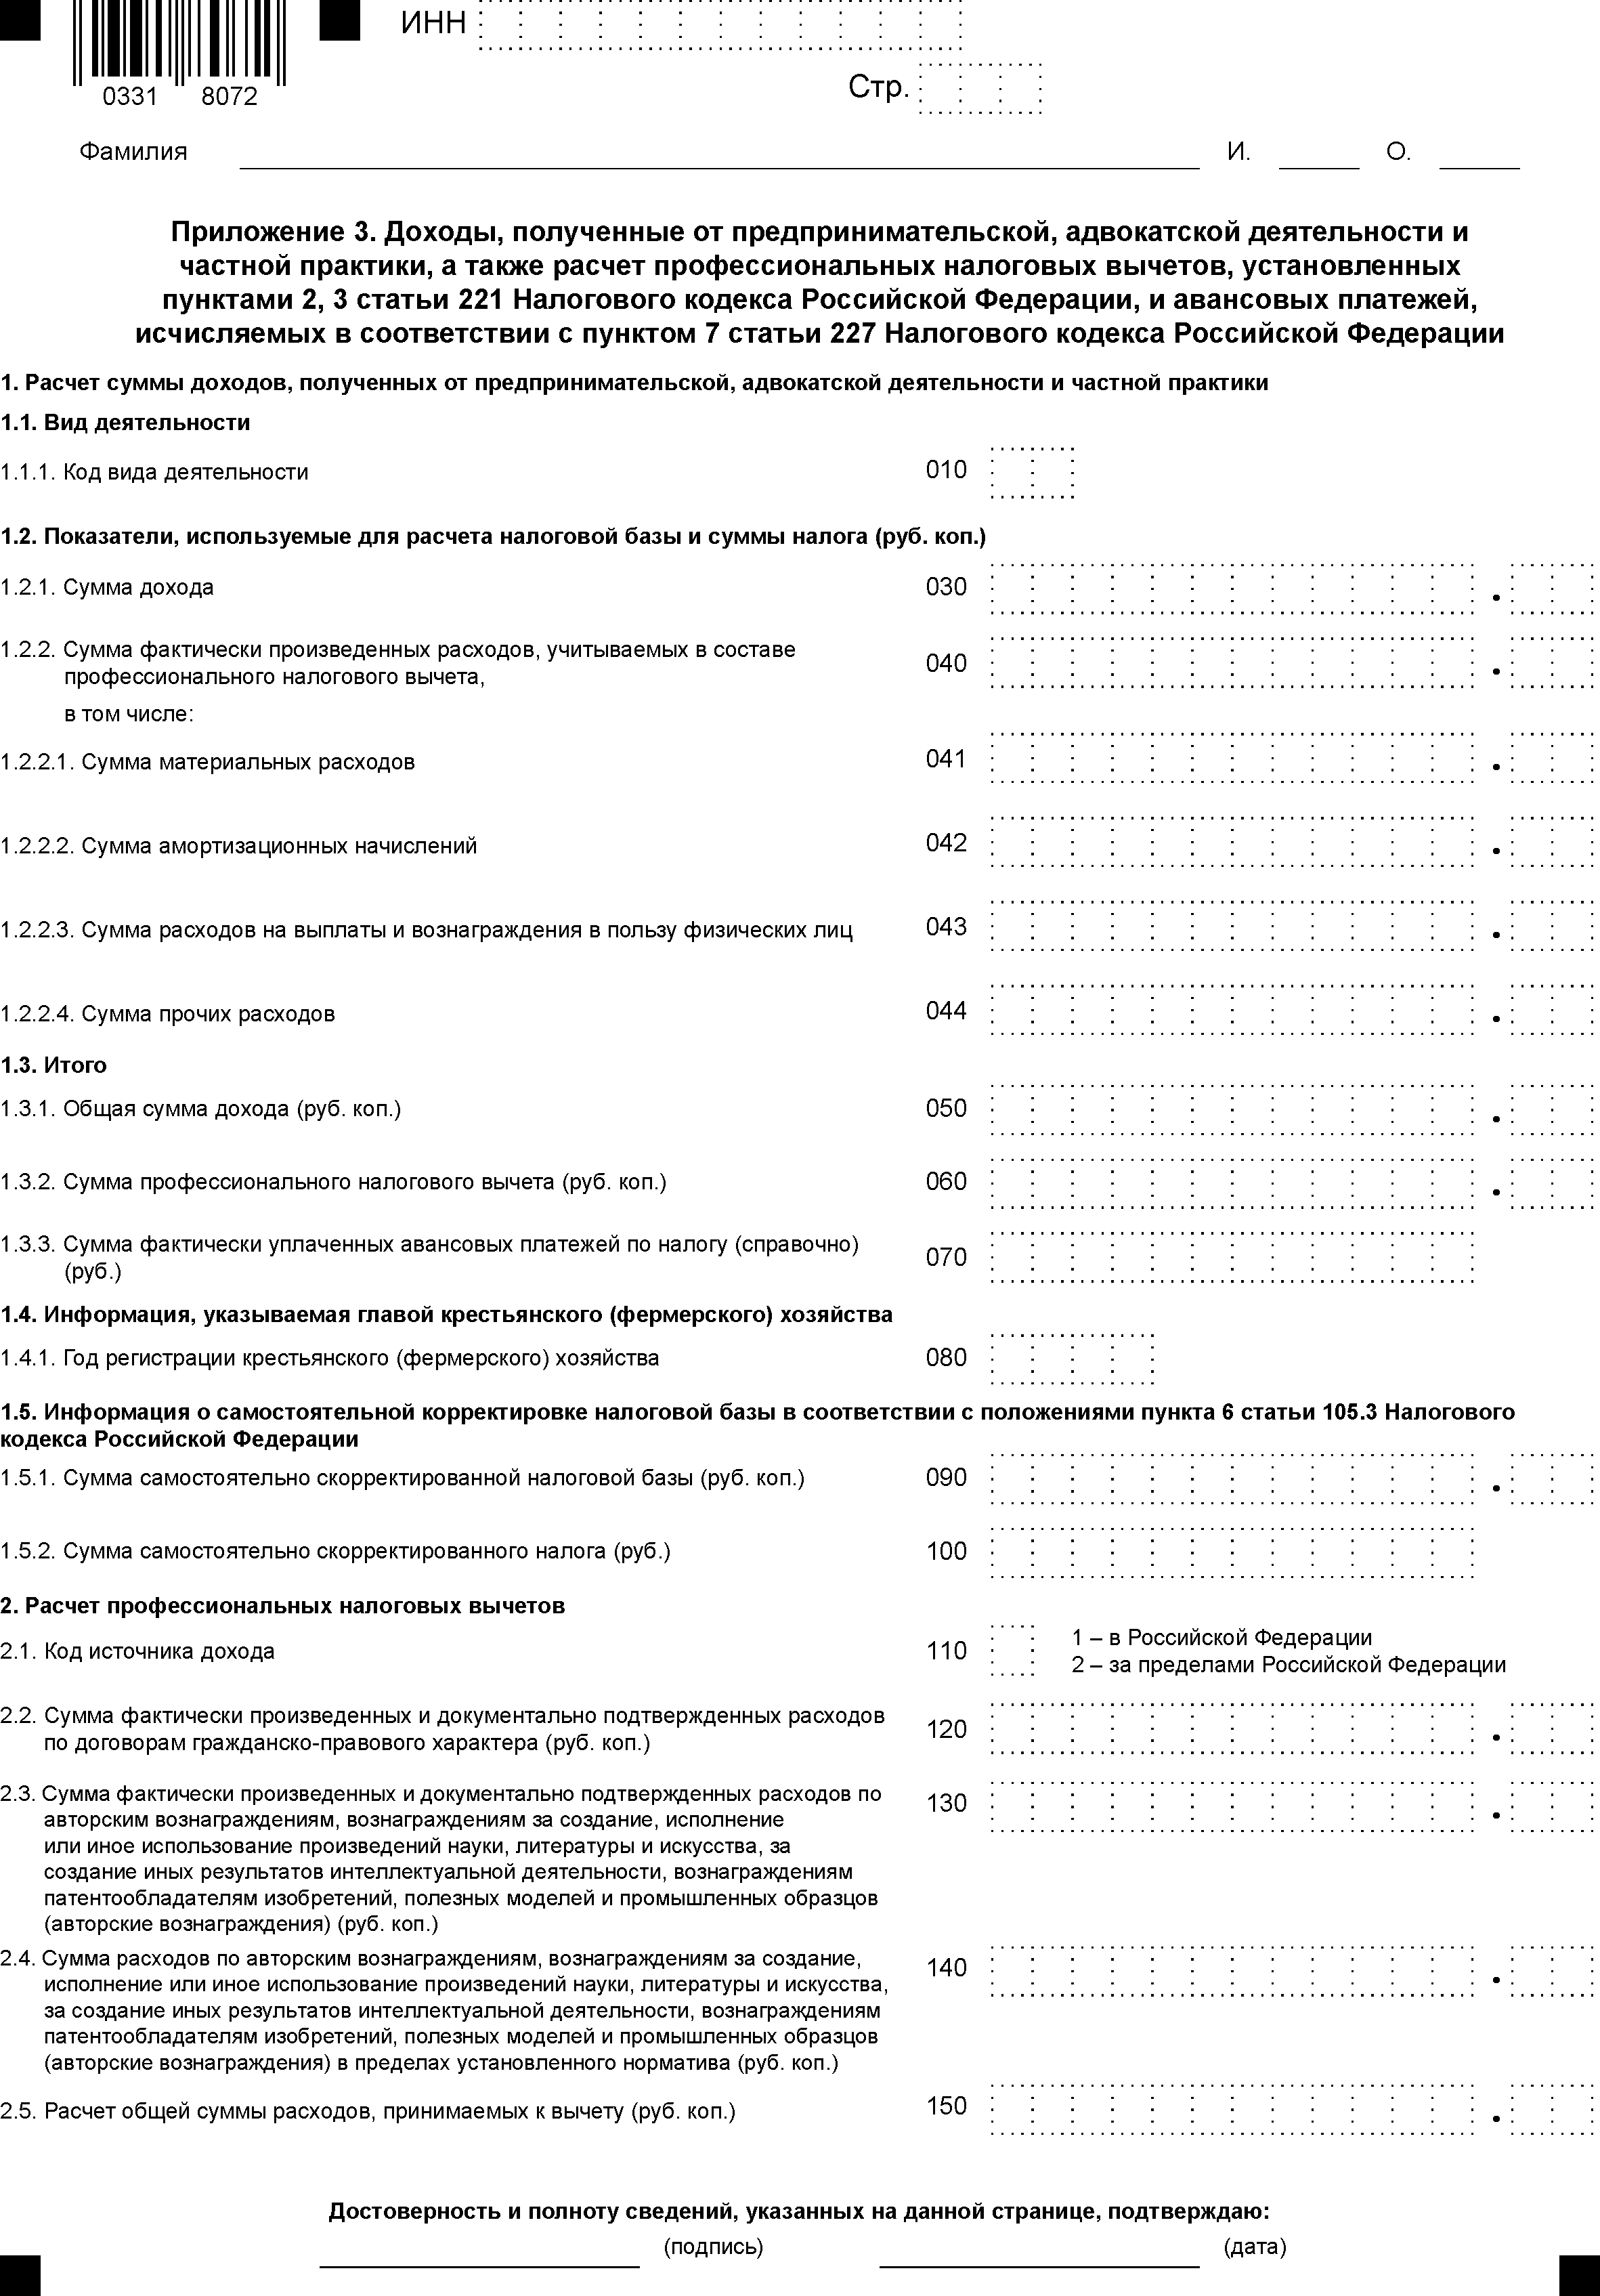 ИНН
0331 8072
Стр.
Фамилия И. О.
Приложение 3. Доходы, полученные от предпринимательской, адвокатской деятельности и
частной практики, а также расчет профессиональных налоговых вычетов, установленных
пунктами 2, 3 статьи 221 Налогового кодекса Российской Федерации, и авансовых платежей,
исчисляемых в соответствии с пунктом 7 статьи 227 Налогового кодекса Российской Федерации
1. Расчет суммы доходов, полученных от предпринимательской, адвокатской деятельности и частной практики
1.1. Вид деятельности
1.1.1. Код вида деятельности 010
1.2. Показатели, используемые для расчета налоговой базы и суммы налога (руб. коп.)
1.2.1. Сумма дохода 030 .
1.2.2. Сумма фактически произведенных расходов, учитываемых в составе 040 .
профессионального налогового вычета,
в том числе:
1.2.2.1. Сумма материальных расходов 041 .
1.2.2.2. Сумма амортизационных начислений 042 .
1.2.2.3. Сумма расходов на выплаты и вознаграждения в пользу физических лиц 043 .
1.2.2.4. Сумма прочих расходов 044 .
1.3. Итого
1.3.1. Общая сумма дохода (руб. коп.) 050 .
1.3.2. Сумма профессионального налогового вычета (руб. коп.) 060 .
1.3.3. Сумма фактически уплаченных авансовых платежей по налогу (справочно) 070
(руб.)
1.4. Информация, указываемая главой крестьянского (фермерского) хозяйства
1.4.1. Год регистрации крестьянского (фермерского) хозяйства 080
1.5. Информация о самостоятельной корректировке налоговой базы в соответствии с положениями пункта 6 статьи 105.3 Налогового
кодекса Российской Федерации
1.5.1. Сумма самостоятельно скорректированной налоговой базы (руб. коп.) 090 .
1.5.2. Сумма самостоятельно скорректированного налога (руб.) 100
2. Расчет профессиональных налоговых вычетов
2.1. Код источника дохода 110 1 – в Российской Федерации
2 – за пределами Российской Федерации
2.2. Сумма фактически произведенных и документально подтвержденных расходов 120 .
по договорам гражданско-правового характера (руб. коп.)
2.3. Сумма фактически произведенных и документально подтвержденных расходов по 130 .
авторским вознаграждениям, вознаграждениям за создание, исполнение
или иное использование произведений науки, литературы и искусства, за
создание иных результатов интеллектуальной деятельности, вознаграждениям
патентообладателям изобретений, полезных моделей и промышленных образцов
(авторские вознаграждения) (руб. коп.)
2.4. Сумма расходов по авторским вознаграждениям, вознаграждениям за создание, 140 .
исполнение или иное использование произведений науки, литературы и искусства,
за создание иных результатов интеллектуальной деятельности, вознаграждениям
патентообладателям изобретений, полезных моделей и промышленных образцов
(авторские вознаграждения) в пределах установленного норматива (руб. коп.)
2.5. Расчет общей суммы расходов, принимаемых к вычету (руб. коп.) 150 .
Достоверность и полноту сведений, указанных на данной странице, подтверждаю:
(подпись) (дата)